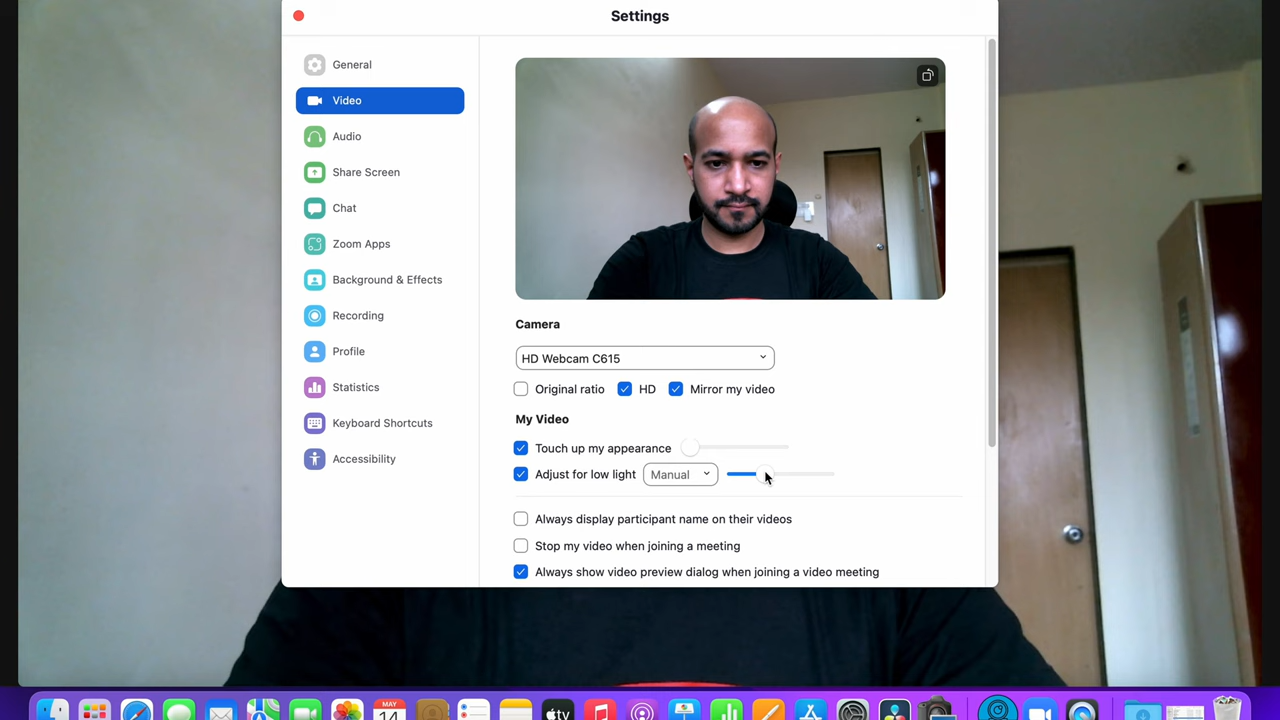 Settings
General
Video
Audio
Share Screen
Chat
Zoom Apps
Background & Effects
Recording
Profile
Statistics
Keyboard Shortcuts
Accessibility
Camera
HD Webcam C615
Original ratio HD Mirror my video
My Video
Touch up my appearance
Adjust for low light Manual
Always display participant name on their videos
Stop my video when joining a meeting
Always show video preview dialog when joining a video meeting
MAY
14
tv